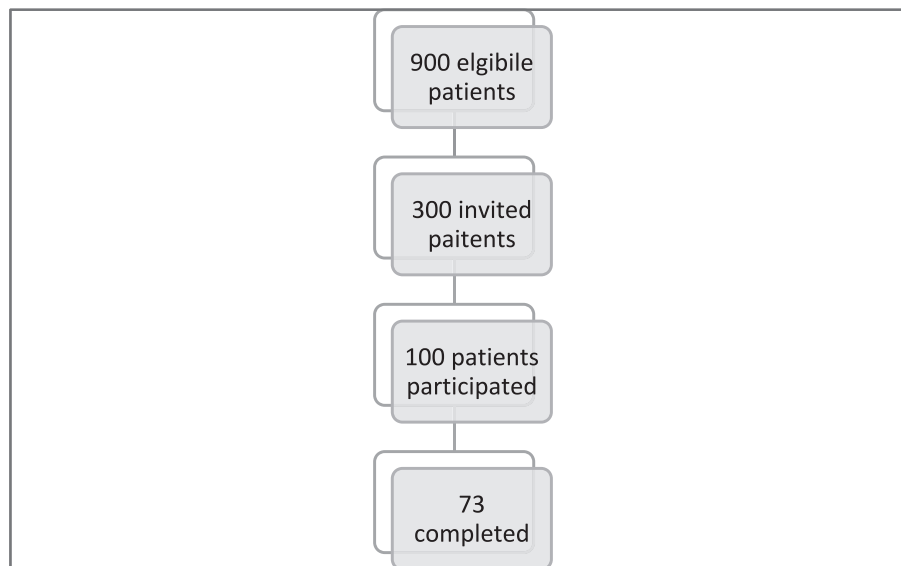 900 elgibile
patients
300 invited
paitents
100 patients
participated
73
completed